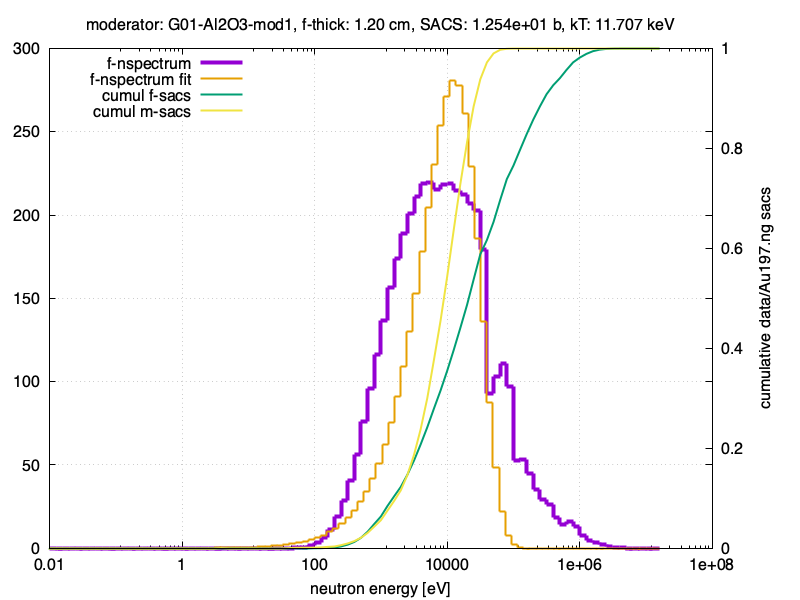 moderator: G01-Al2O3-mod1, f-thick: 1.20 cm, SACS: 1.254e+01 b, kT: 11.707 keV
f-nspectrum
f-nspectrum fit
cumul f-sacs
cumul m-sacs
300
250
200
150
100
50
0
1
0.8
0.6
0.4
0.2
0
cumulative data/Au197.ng sacs
0.01
1
100
10000
1e+06
1e+08
neutron energy [eV]